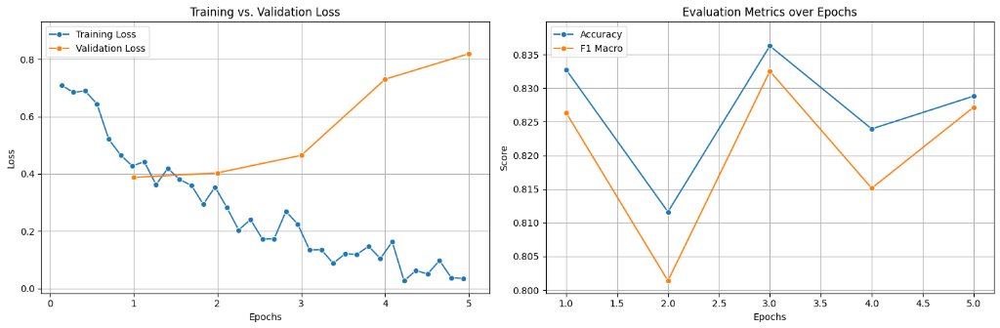 Training vs. Validation Loss
Training Loss
Validation Loss
0.8
0.6
0.4
0.2
0.0
Loss
0
1
2
3
4
5
Epochs
Evaluation Metrics over Epochs
Accuracy
F1 Macro
0.835
0.830
0.825
0.820
0.815
0.810
0.805
0.800
Score
1.0
1.5
2.0
2.5
3.0
3.5
4.0
4.5
5.0
Epochs